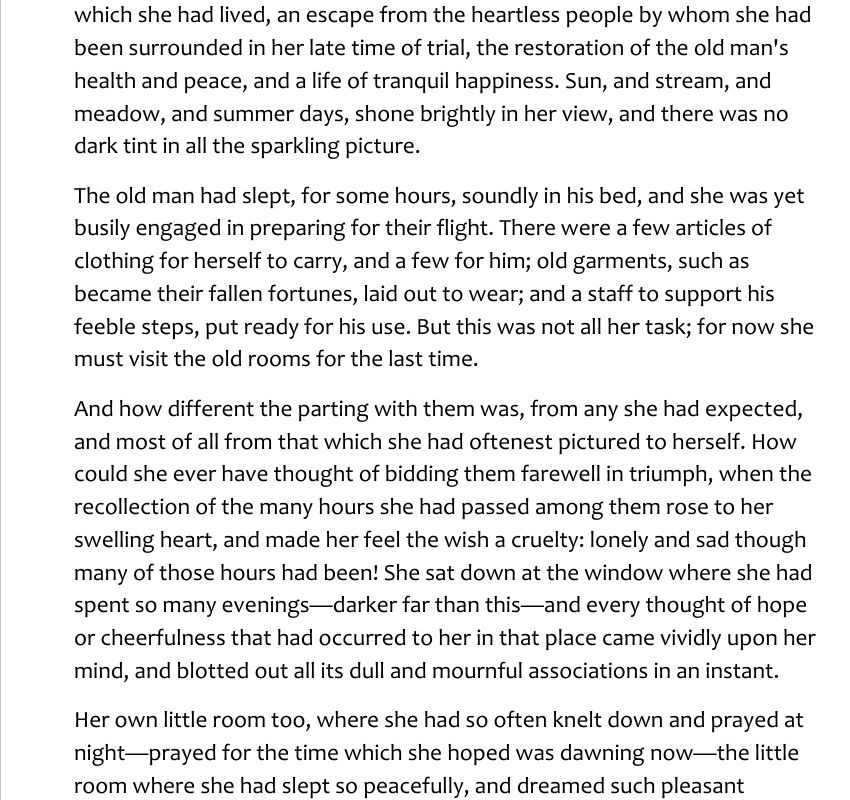 which she had lived, an escape from the heartless people by whom she had
been surrounded in her late time of trial, the restoration of the old man's
health and peace, and a life of tranquil happiness. Sun, and stream, and
meadow, and summer days, shone brightly in her view, and there was no
dark tint in all the sparkling picture.
The old man had slept, for some hours, soundly in his bed, and she was yet
busily engaged in preparing for their flight. There were a few articles of
clothing for herself to carry, and a few for him; old garments, such as
became their fallen fortunes, laid out to wear; and a staff to support his
feeble steps, put ready for his use. But this was not all her task; for now she
must visit the old rooms for the last time.
And how different the parting with them was, from any she had expected,
and most of all from that which she had oftenest pictured to herself. How
could she ever have thought of bidding them farewell in triumph, when the
recollection of the many hours she had passed among them rose to her
swelling heart, and made her feel the wish a cruelty: lonely and sad though
many of those hours had been! She sat down at the window where she had
spent so many evenings—darker far than this—and every thought of hope
or cheerfulness that had occurred to her in that place came vividly upon her
mind, and blotted out all its dull and mournful associations in an instant.
Her own little room too, where she had so often knelt down and prayed at
night—prayed for the time which she hoped was dawning now—the little
room where she had slept so peacefully, and dreamed such pleasant